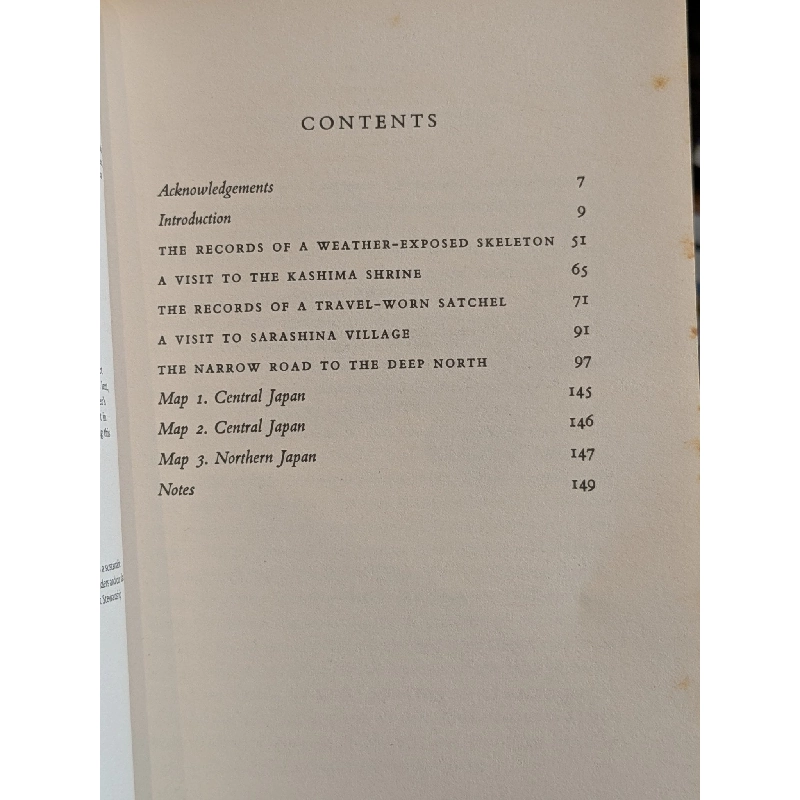 CONTENTS
Acknowledgements 7
Introduction 9
THE RECORDS OF A WEATHER-EXPOSED SKELETON 51
A VISIT TO THE KASHIMA SHRINE 65
THE RECORDS OF A TRAVEL-WORN SATCHEL 71
A VISIT TO SARASHINA VILLAGE 91
THE NARROW ROAD TO THE DEEP NORTH 97
Map 1. Central Japan 145
Map 2. Central Japan 146
Map 3. Northern Japan 147
Notes 149